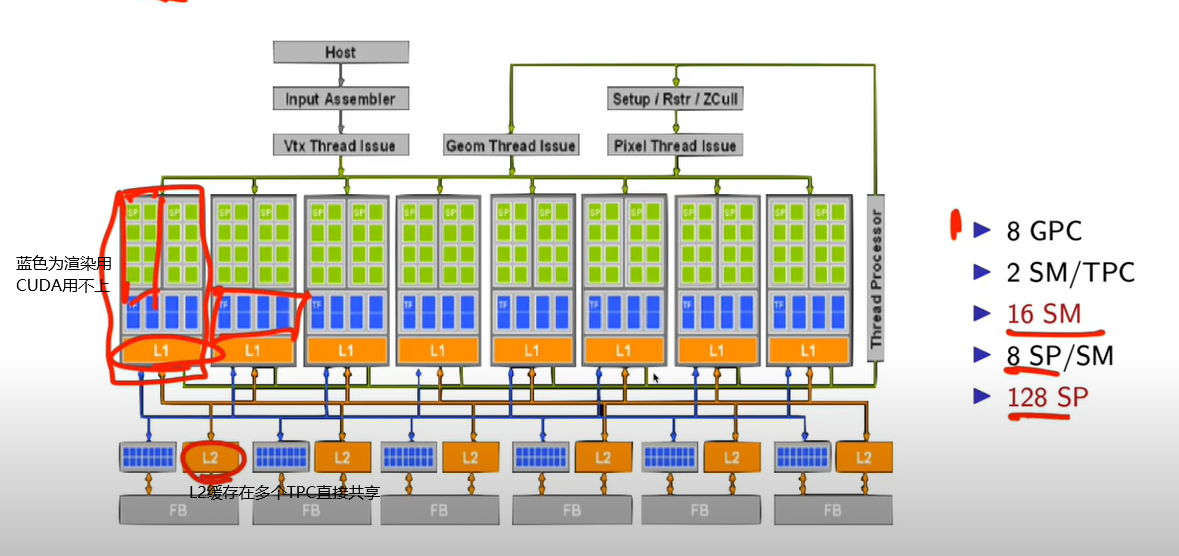 Host
Input Assembler
Setup / Rstr / ZCull
Vtx Thread Issue
Geom Thread Issue
Pixel Thread Issue
SP SP SP SP SP SP SP SP SP SP SP SP SP SP SP SP
蓝色为渲染用
CUDA用不上
TF TF TF TF TF TF TF TF
L1 L1 L1 L1 L1 L1 L1 L1
Thread Processor
L2 L2 L2 L2 L2 L2
L2缓存在多个TPC直接共享
FB FB FB FB FB FB
8 GPC
2 SM/TPC
16 SM
8 SP/SM
128 SP